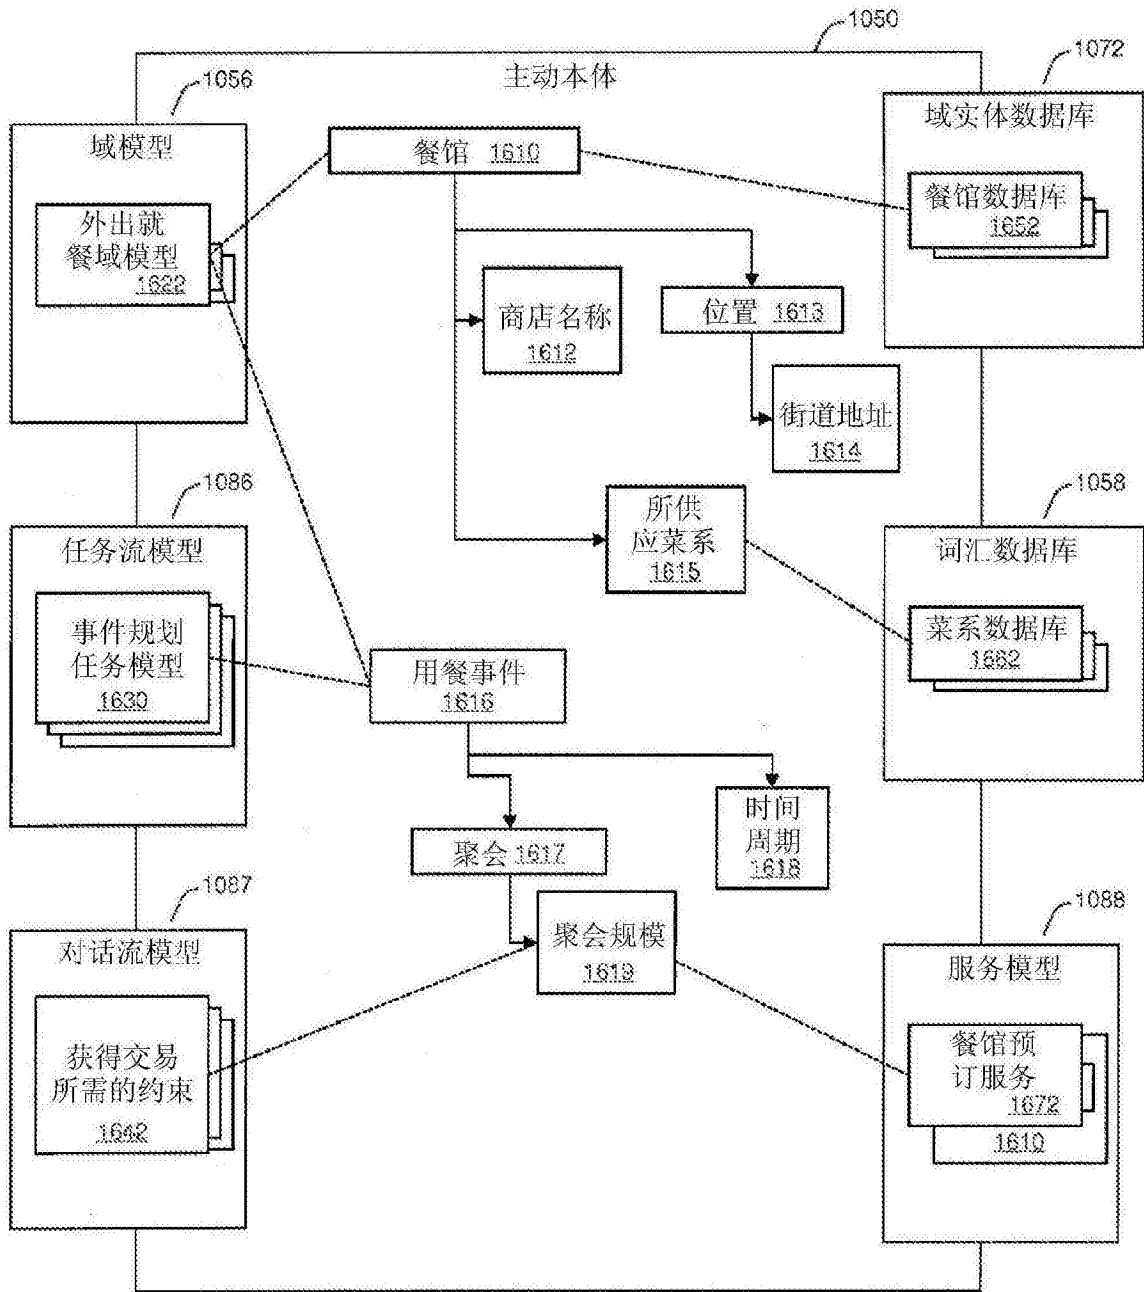 1050
主动本体
1056
域模型
外出就
餐域模型
1622
餐馆 1610
1072
域实体数据库
餐馆数据库
1652
商店名称
1612
位置 1613
街道地址
1614
1086
任务流模型
事件规划
任务模型
1630
所供
应菜系
1615
1058
词汇数据库
菜系数据库
1662
用餐事件
1616
聚会 1617
时间
周期
1618
聚会规模
1619
1087
对话流模型
获得交易
所需的约束
1642
1088
服务模型
餐馆预
订服务
1672
1610